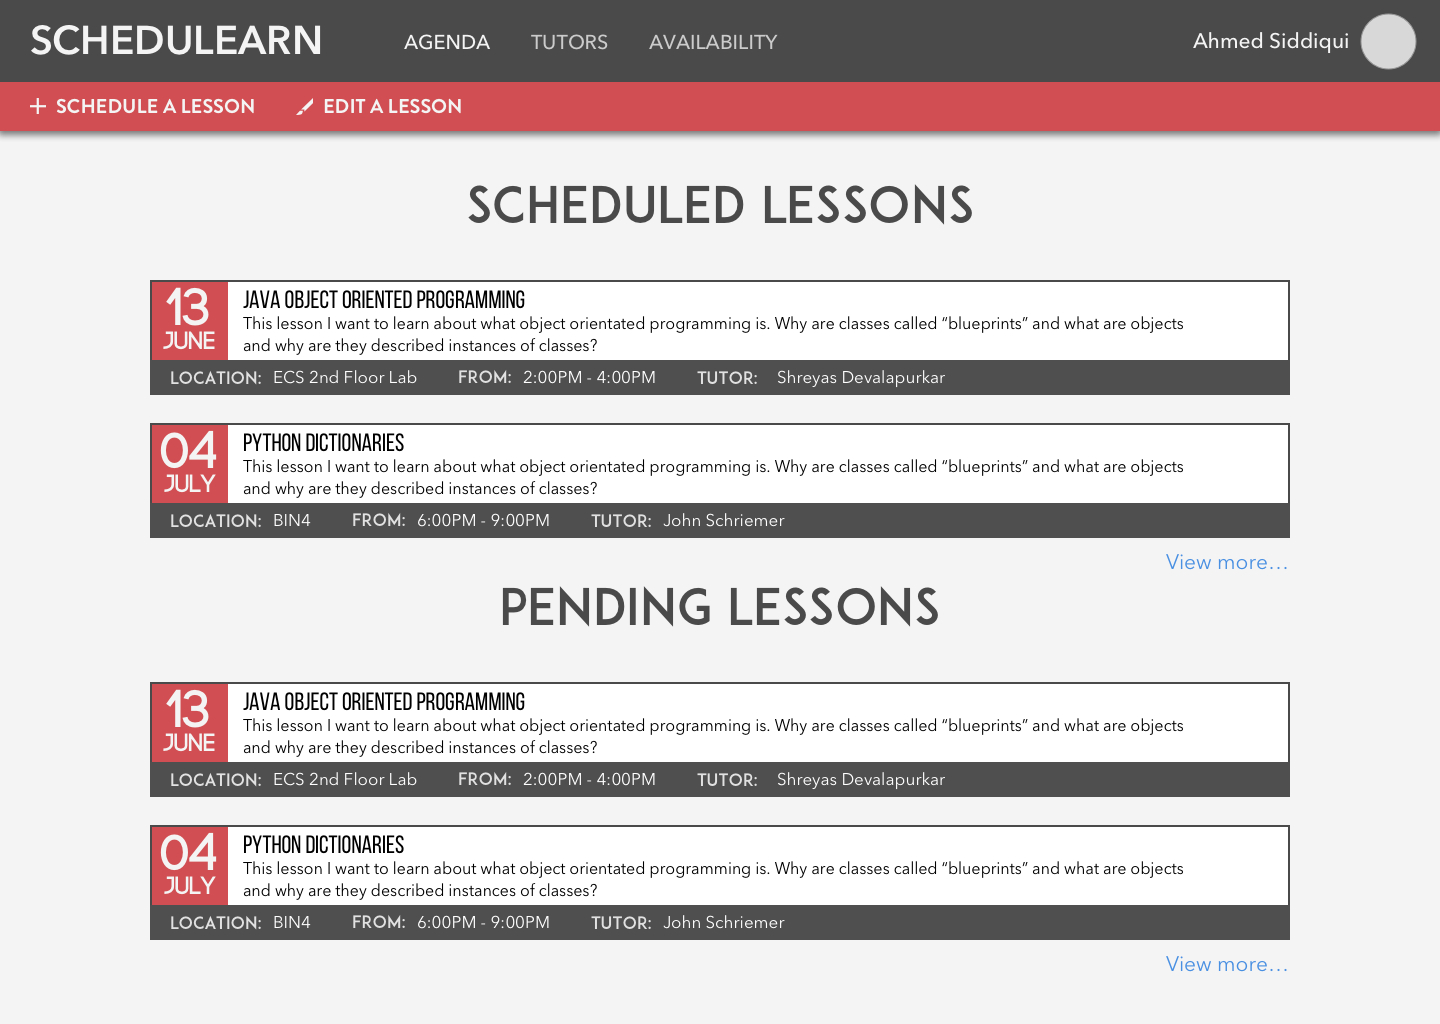 SCHEDULEARN AGENDA TUTORS AVAILABILITY Ahmed Siddiqui
SCHEDULE A LESSON EDIT A LESSON
SCHEDULED LESSONS
13 JUNE
JAVA OBJECT ORIENTED PROGRAMMING
This lesson I want to learn about what object orientated programming is. Why are classes called “blueprints” and what are objects
and why are they described instances of classes?
LOCATION: ECS 2nd Floor Lab FROM: 2:00PM - 4:00PM TUTOR: Shreyas Devalapurkar
04 JULY
PYTHON DICTIONARIES
This lesson I want to learn about what object orientated programming is. Why are classes called “blueprints” and what are objects
and why are they described instances of classes?
LOCATION: BIN4 FROM: 6:00PM - 9:00PM TUTOR: John Schriemer
View more...
PENDING LESSONS
13 JUNE
JAVA OBJECT ORIENTED PROGRAMMING
This lesson I want to learn about what object orientated programming is. Why are classes called “blueprints” and what are objects
and why are they described instances of classes?
LOCATION: ECS 2nd Floor Lab FROM: 2:00PM - 4:00PM TUTOR: Shreyas Devalapurkar
04 JULY
PYTHON DICTIONARIES
This lesson I want to learn about what object orientated programming is. Why are classes called “blueprints” and what are objects
and why are they described instances of classes?
LOCATION: BIN4 FROM: 6:00PM - 9:00PM TUTOR: John Schriemer
View more...